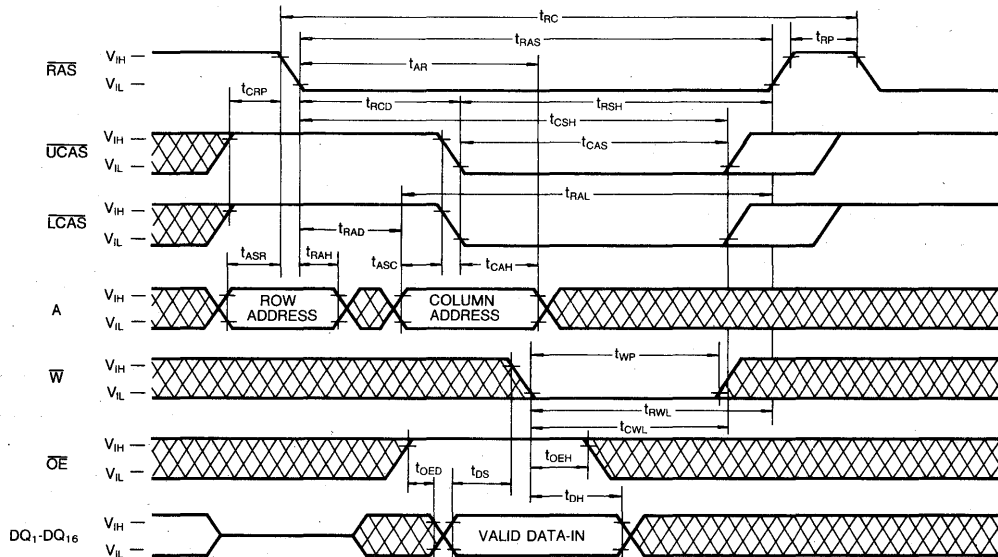 tRC
tRAS
tRP
RAS
VIH
VIL
tAR
tCRP
tRCD
tRSH
tCSH
UCAS
VIH
VIL
tCAS
tRAL
LCAS
VIH
VIL
tRAD
tASR
tRAH
tASC
tCAH
A
VIH
VIL
ROW ADDRESS
COLUMN ADDRESS
W
VIH
VIL
tWP
tRWL
tCWL
OE
VIH
VIL
tOED
tDS
tOEH
tDH
DQ1-DQ16
VIH
VIL
VALID DATA-IN